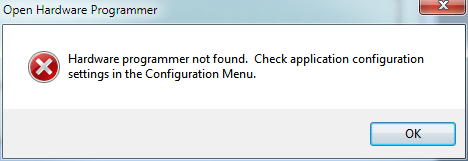 Open Hardware Programmer
Hardware programmer not found.  Check application configuration
settings in the Configuration Menu.
OK